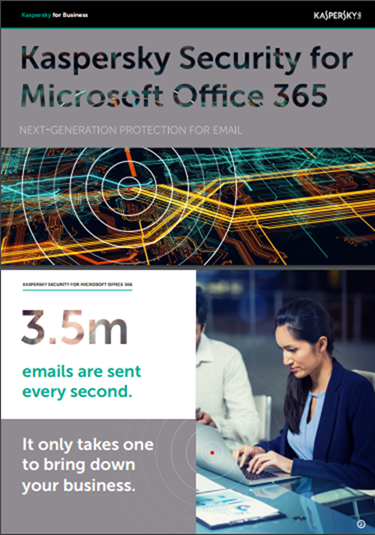 Kaspersky for Business
KASPERSKY
Kaspersky Security for
Microsoft Office 365
NEXT-GENERATION PROTECTION FOR EMAIL
KASPERSKY SECURITY FOR MICROSOFT OFFICE 365
3.5m
emails are sent
every second.
It only takes one
to bring down
your business.